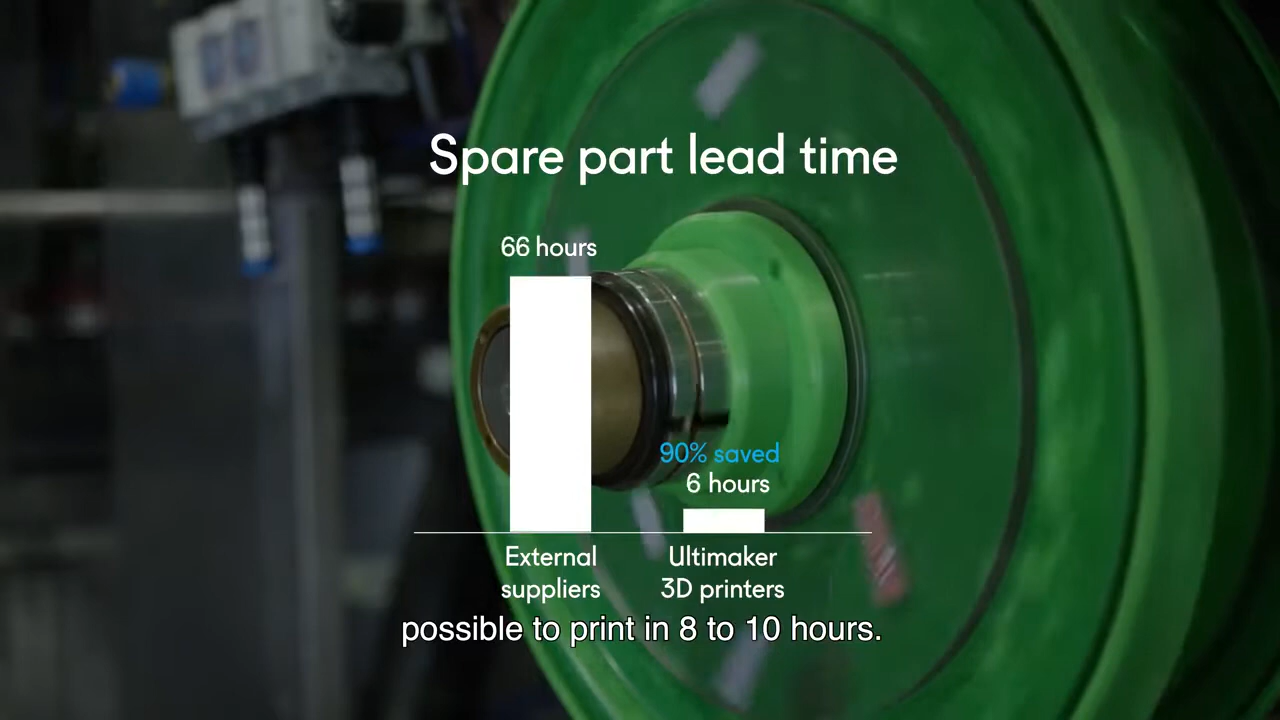 Spare part lead time
66 hours
90% saved
6 hours
External
suppliers
Ultimaker
3D printers
possible to print in 8 to 10 hours.